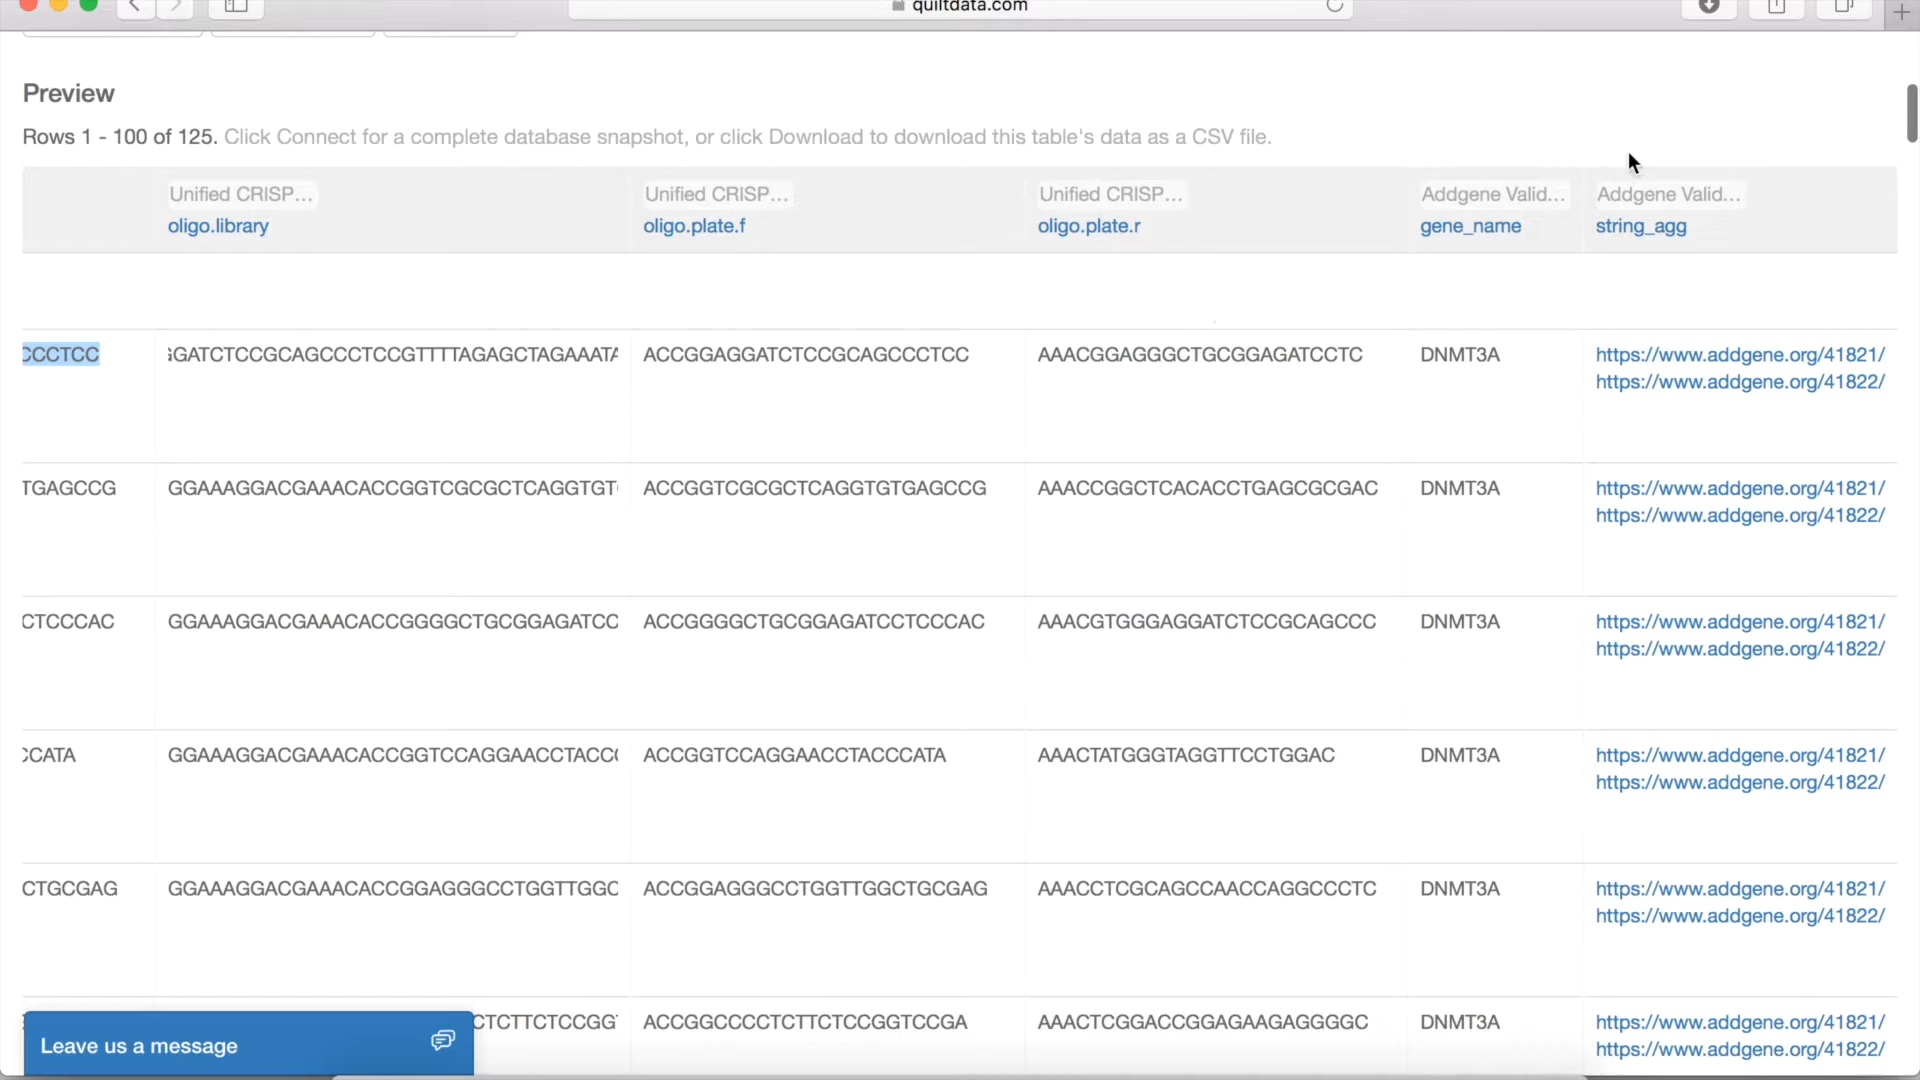 quiltdata.com
Preview
Rows 1 - 100 of 125. Click Connect for a complete database snapshot, or click Download to download this table's data as a CSV file.
Unified CRISP... Unified CRISP... Unified CRISP... Addgene Valid... Addgene Valid...
oligo.library oligo.plate.f oligo.plate.r gene_name string_agg
CCCTCC GGATCTCCGCAGCCCTCCGTTTTAGAGCTAGAAATA ACCGGAGGATCTCCGCAGCCCTCC AAACGGAGGGCTGCGGAGATCCTC DNMT3A https://www.addgene.org/41821/
https://www.addgene.org/41822/
TGAGCCG GGAAAGGACGAAACACCGGTCGCGCTCAGGTGT ACCGGTCGCGCTCAGGTGTGAGCCG AAACCGGCTCACACCTGAGCGCGAC DNMT3A https://www.addgene.org/41821/
https://www.addgene.org/41822/
CTCCCAC GGAAAGGACGAAACACCGGGGCTGCGGAGATCC ACCGGGGCTGCGGAGATCCTCCCAC AAACGTGGGAGGATCTCCGCAGCCC DNMT3A https://www.addgene.org/41821/
https://www.addgene.org/41822/
CCATA GGAAAGGACGAAACACCGGTCCAGGAACCTACCC ACCGGTCCAGGAACCTACCCATA AAACTATGGGTAGGTTCCTGGAC DNMT3A https://www.addgene.org/41821/
https://www.addgene.org/41822/
CTGCGAG GGAAAGGACGAAACACCGGAGGGCCTGGTTGGC ACCGGAGGGCCTGGTTGGCTGCGAG AAACCTCGCAGCCAACCAGGCCCTC DNMT3A https://www.addgene.org/41821/
https://www.addgene.org/41822/
CTCTTCTCCGG ACCGGCCCCTCTTCTCCGGTCCGA AAACTCGGACCGGAGAAGAGGGGC DNMT3A https://www.addgene.org/41821/
https://www.addgene.org/41822/
Leave us a message